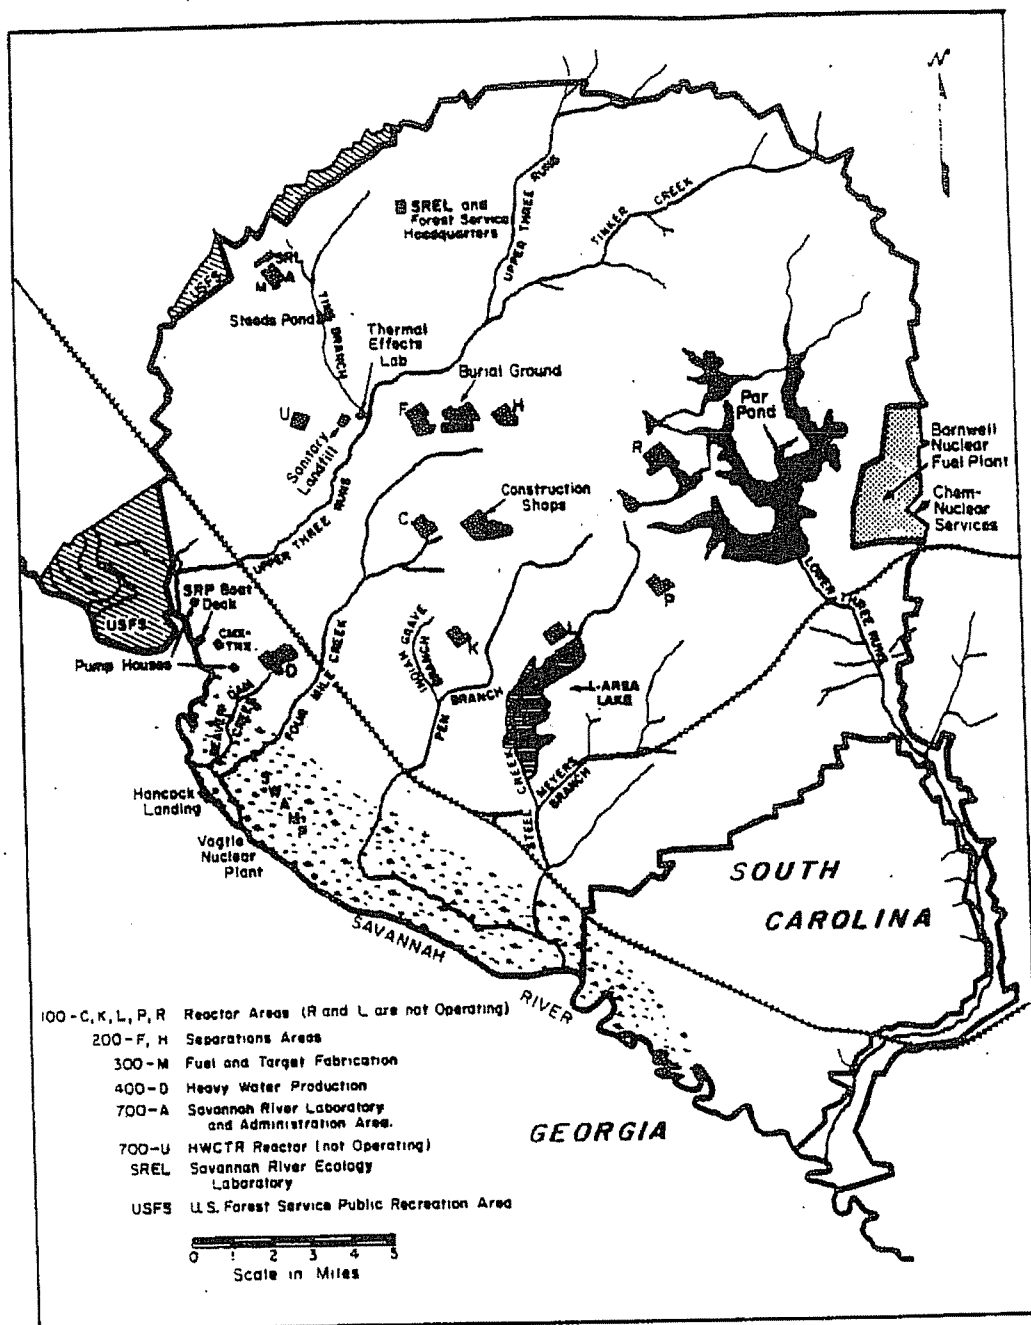 N
SREL and
Forest Service
Headquarters
UPPER THREE RUNS
TINKER CREEK
USFS
SRL
M
A
Steeds Pond
TIMS BRANCH
Thermal
Effects
Lab
Burial Ground
Par
Pond
U
F
H
R
Sanitary
Landfill
Barnwell
Nuclear
Fuel Plant
Chem-
Nuclear
Services
Construction
Shops
C
UPPER THREE RUNS
LOWER THREE RUNS
SRP Boat
Dock
USFS
CMX-
TNX
Pump Houses
D
P
K
L
INDIAN GRAVE
BRANCH
PEN BRANCH
L-AREA
LAKE
FOUR MILE CREEK
BEAVER DAM
CREEK
STEEL CREEK
MEYERS
BRANCH
SWAMP
Hancock
Landing
Vogtle
Nuclear
Plant
SAVANNAH RIVER
SOUTH
CAROLINA
GEORGIA
100-C, K, L, P, R Reactor Areas (R and L are not Operating)
200-F, H Separations Areas
300-M Fuel and Target Fabrication
400-D Heavy Water Production
700-A Savannah River Laboratory
and Administration Area.
700-U HWCTR Reactor (not Operating)
SREL Savannah River Ecology
Laboratory
USFS U.S. Forest Service Public Recreation Area
0 1 2 3 4 5
Scale in Miles